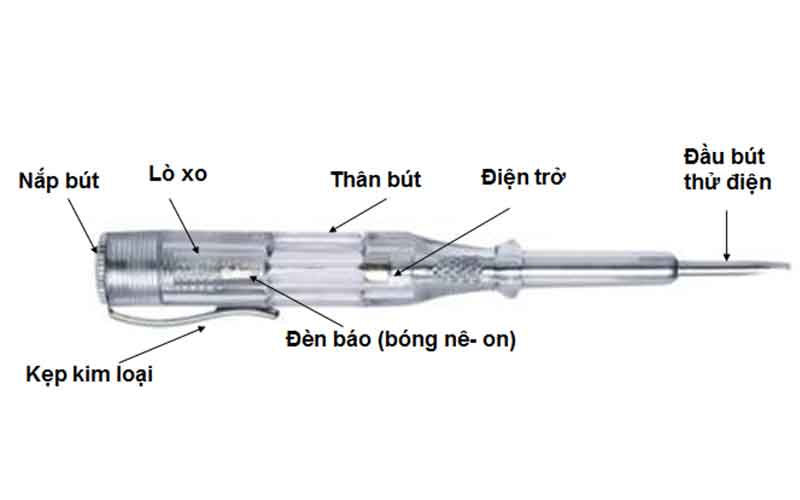 Nắp bút
Lò xo
Thân bút
Điện trở
Đầu bút
thử điện
Đèn báo (bóng nê- on)
Kẹp kim loại